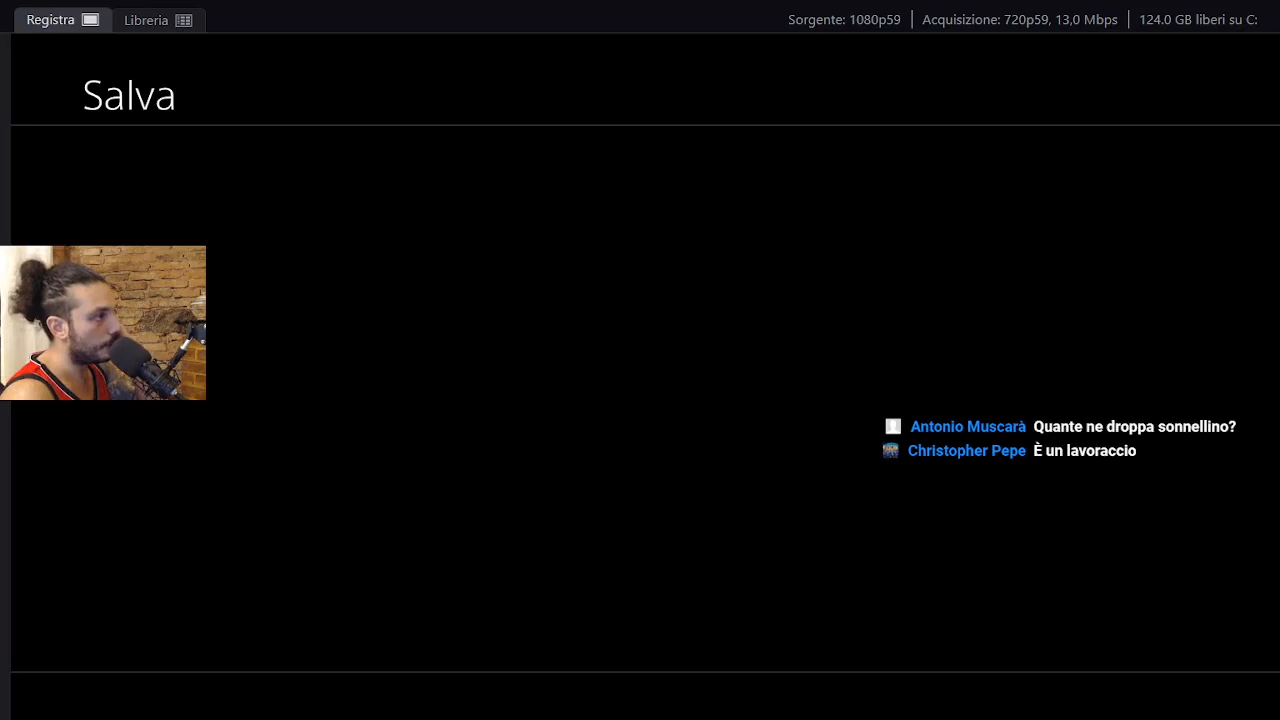 Registra
Libreria
Sorgente: 1080p59
Acquisizione: 720p59, 13,0 Mbps
124.0 GB liberi su C:
Salva
Antonio Muscarà Quante ne droppa sonnellino?
Christopher Pepe È un lavoraccio